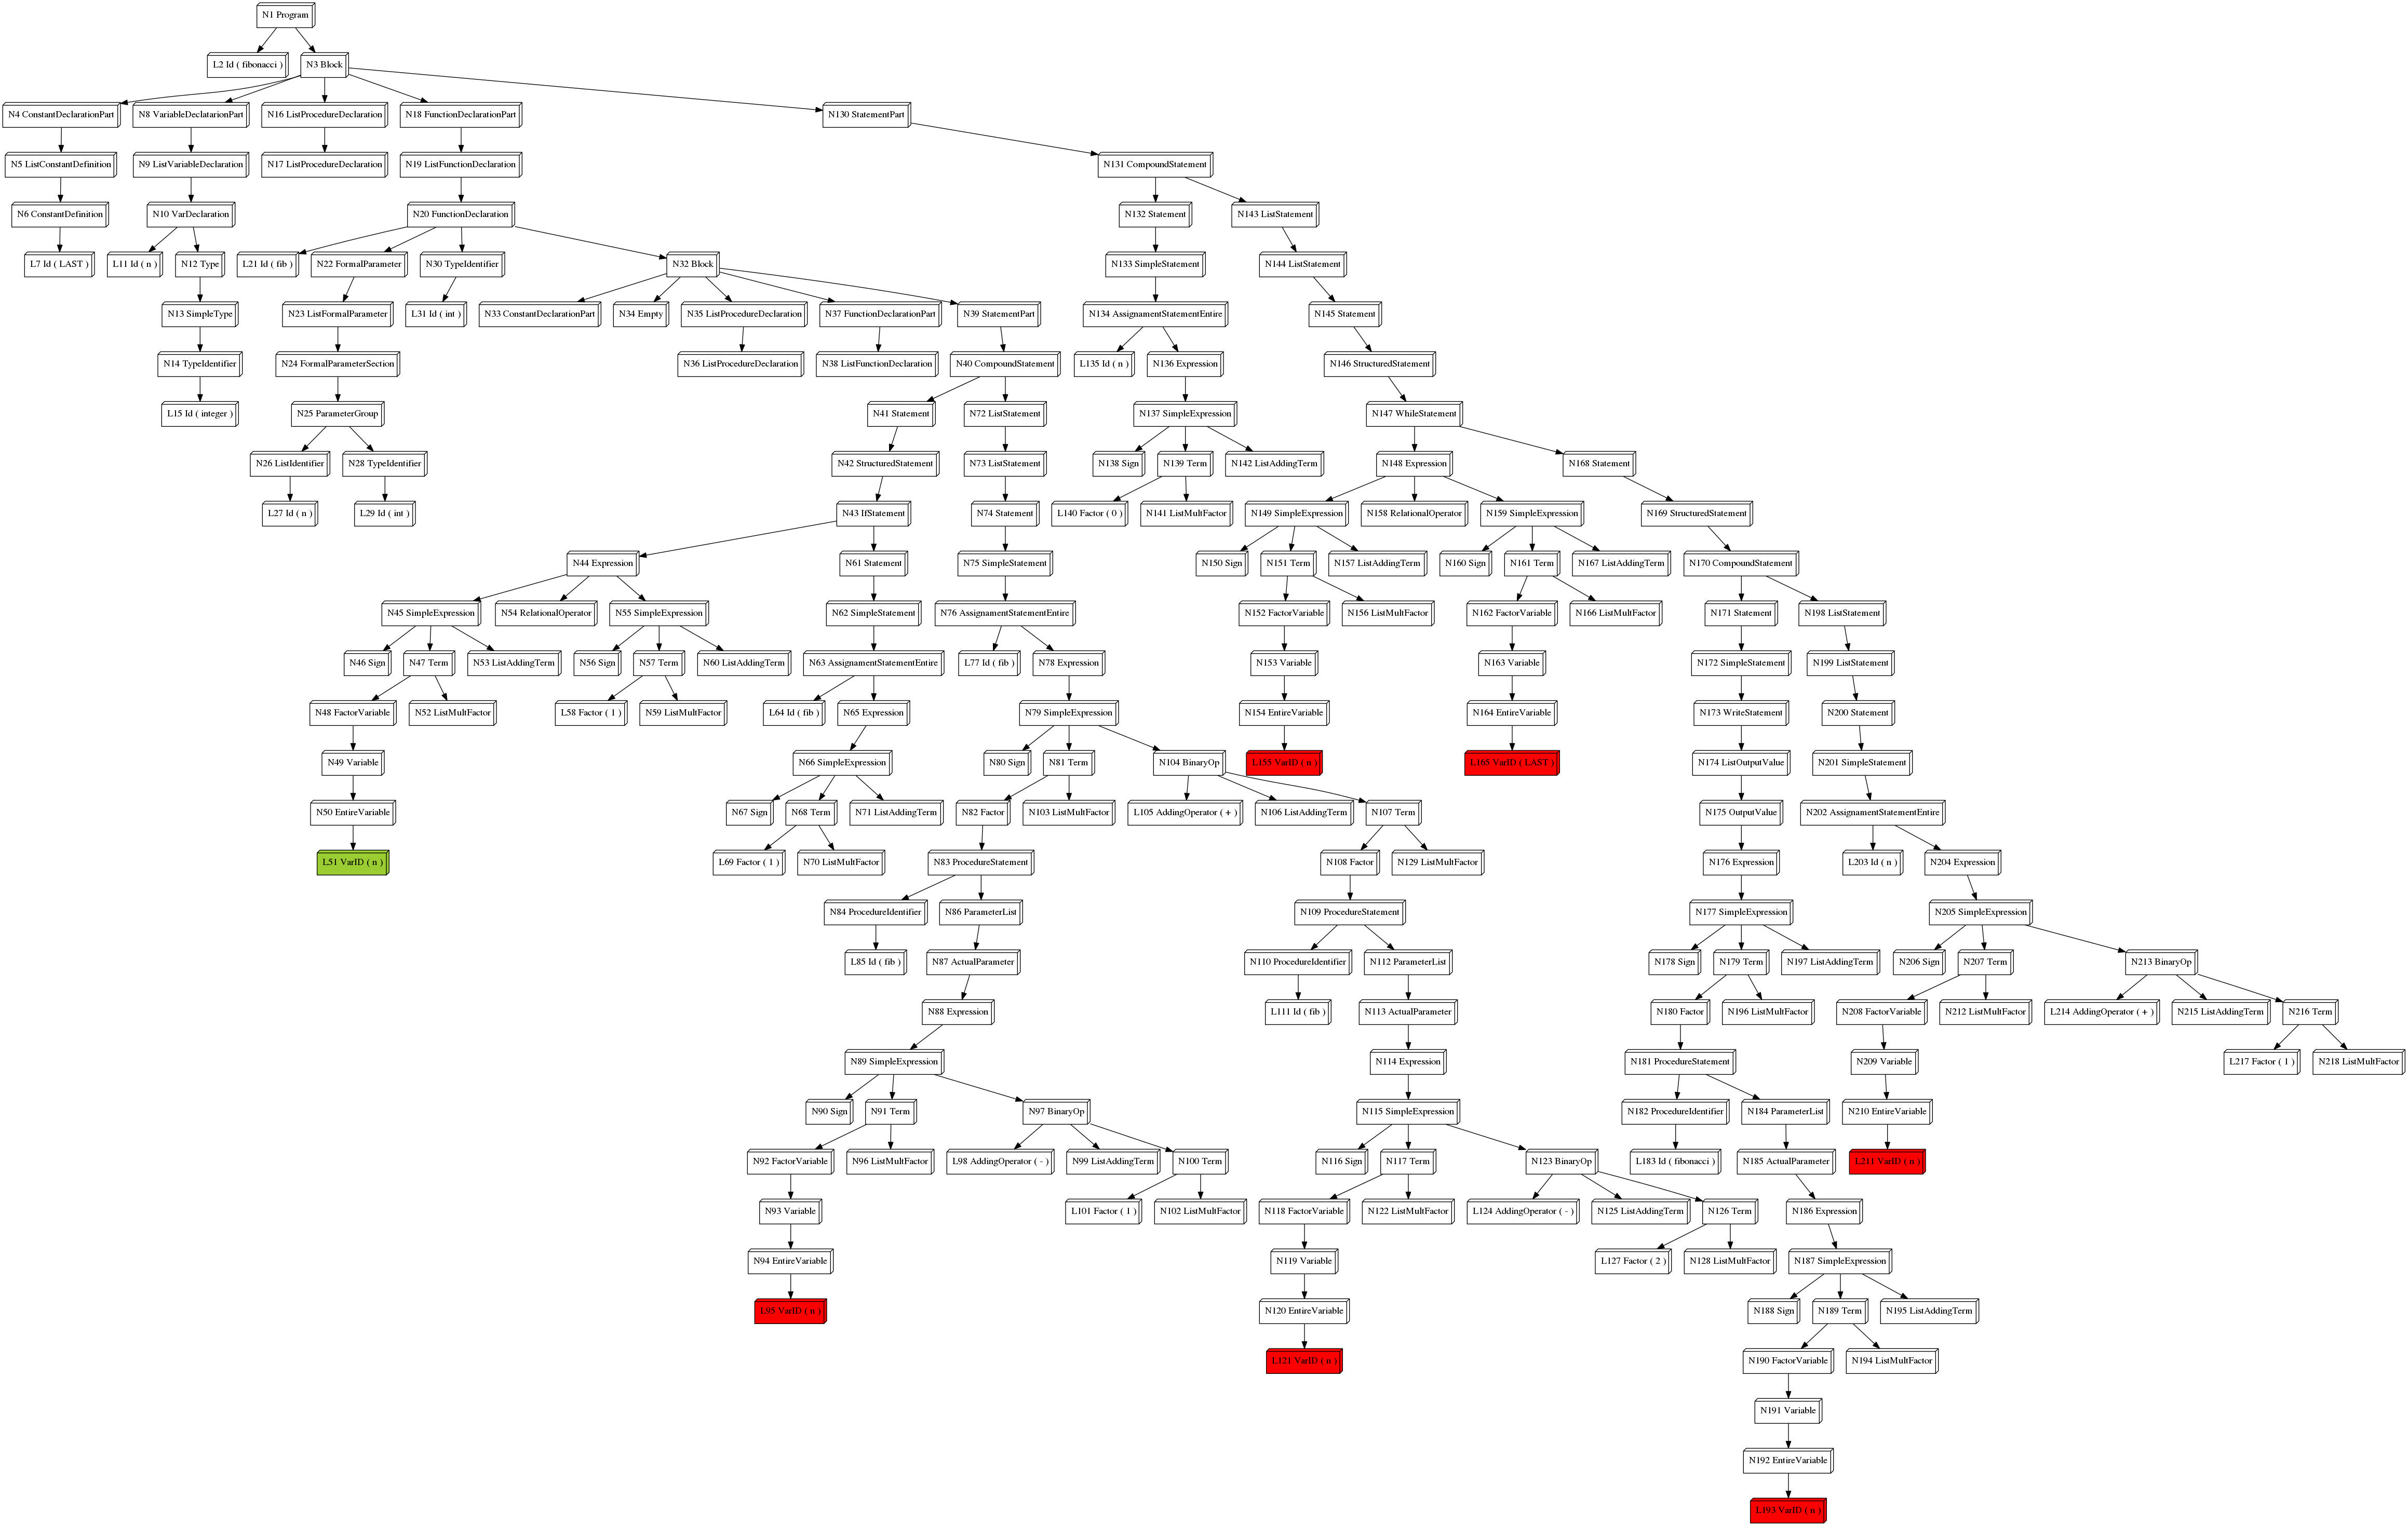 N1 Program
L2 Id ( fibonacci )
N3 Block
N4 ConstantDeclarationPart
N8 VariableDeclatarionPart
N16 ListProcedureDeclaration
N18 FunctionDeclarationPart
N130 StatementPart
N5 ListConstantDefinition
N9 ListVariableDeclaration
N17 ListProcedureDeclaration
N19 ListFunctionDeclaration
N131 CompoundStatement
N6 ConstantDefinition
N10 VarDeclaration
N20 FunctionDeclaration
N132 Statement
N143 ListStatement
L7 Id ( LAST )
L11 Id ( n )
N12 Type
L21 Id ( fib )
N22 FormalParameter
N30 TypeIdentifier
N32 Block
N133 SimpleStatement
N144 ListStatement
N13 SimpleType
N23 ListFormalParameter
L31 Id ( int )
N33 ConstantDeclarationPart
N34 Empty
N35 ListProcedureDeclaration
N37 FunctionDeclarationPart
N39 StatementPart
N134 AssignamentStatementEntire
N145 Statement
N14 TypeIdentifier
N24 FormalParameterSection
N36 ListProcedureDeclaration
N38 ListFunctionDeclaration
N40 CompoundStatement
L135 Id ( n )
N136 Expression
N146 StructuredStatement
L15 Id ( integer )
N25 ParameterGroup
N41 Statement
N72 ListStatement
N137 SimpleExpression
N147 WhileStatement
N26 ListIdentifier
N28 TypeIdentifier
N42 StructuredStatement
N73 ListStatement
N138 Sign
N139 Term
N142 ListAddingTerm
N148 Expression
N168 Statement
L27 Id ( n )
L29 Id ( int )
N43 IfStatement
N74 Statement
L140 Factor ( 0 )
N141 ListMultFactor
N149 SimpleExpression
N158 RelationalOperator
N159 SimpleExpression
N169 StructuredStatement
N44 Expression
N61 Statement
N75 SimpleStatement
N150 Sign
N151 Term
N157 ListAddingTerm
N160 Sign
N161 Term
N167 ListAddingTerm
N170 CompoundStatement
N45 SimpleExpression
N54 RelationalOperator
N55 SimpleExpression
N62 SimpleStatement
N76 AssignamentStatementEntire
N152 FactorVariable
N156 ListMultFactor
N162 FactorVariable
N166 ListMultFactor
N171 Statement
N198 ListStatement
N46 Sign
N47 Term
N53 ListAddingTerm
N56 Sign
N57 Term
N60 ListAddingTerm
N63 AssignamentStatementEntire
L77 Id ( fib )
N78 Expression
N153 Variable
N163 Variable
N172 SimpleStatement
N199 ListStatement
N48 FactorVariable
N52 ListMultFactor
L58 Factor ( 1 )
N59 ListMultFactor
L64 Id ( fib )
N65 Expression
N79 SimpleExpression
N154 EntireVariable
N164 EntireVariable
N173 WriteStatement
N200 Statement
N49 Variable
N66 SimpleExpression
N80 Sign
N81 Term
N104 BinaryOp
L155 VarID ( n )
L165 VarID ( LAST )
N174 ListOutputValue
N201 SimpleStatement
N50 EntireVariable
N67 Sign
N68 Term
N71 ListAddingTerm
N82 Factor
N103 ListMultFactor
L105 AddingOperator ( + )
N106 ListAddingTerm
N107 Term
N175 OutputValue
N202 AssignamentStatementEntire
L51 VarID ( n )
L69 Factor ( 1 )
N70 ListMultFactor
N83 ProcedureStatement
N108 Factor
N129 ListMultFactor
N176 Expression
L203 Id ( n )
N204 Expression
N84 ProcedureIdentifier
N86 ParameterList
N109 ProcedureStatement
N177 SimpleExpression
N205 SimpleExpression
L85 Id ( fib )
N87 ActualParameter
N110 ProcedureIdentifier
N112 ParameterList
N178 Sign
N179 Term
N197 ListAddingTerm
N206 Sign
N207 Term
N213 BinaryOp
N88 Expression
L111 Id ( fib )
N113 ActualParameter
N180 Factor
N196 ListMultFactor
N208 FactorVariable
N212 ListMultFactor
L214 AddingOperator ( + )
N215 ListAddingTerm
N216 Term
N89 SimpleExpression
N114 Expression
N181 ProcedureStatement
N209 Variable
L217 Factor ( 1 )
N218 ListMultFactor
N90 Sign
N91 Term
N97 BinaryOp
N115 SimpleExpression
N182 ProcedureIdentifier
N184 ParameterList
N210 EntireVariable
N92 FactorVariable
N96 ListMultFactor
L98 AddingOperator ( - )
N99 ListAddingTerm
N100 Term
N116 Sign
N117 Term
N123 BinaryOp
L183 Id ( fibonacci )
N185 ActualParameter
L211 VarID ( n )
N93 Variable
L101 Factor ( 1 )
N102 ListMultFactor
N118 FactorVariable
N122 ListMultFactor
L124 AddingOperator ( - )
N125 ListAddingTerm
N126 Term
N186 Expression
N94 EntireVariable
N119 Variable
L127 Factor ( 2 )
N128 ListMultFactor
N187 SimpleExpression
L95 VarID ( n )
N120 EntireVariable
N188 Sign
N189 Term
N195 ListAddingTerm
L121 VarID ( n )
N190 FactorVariable
N194 ListMultFactor
N191 Variable
N192 EntireVariable
L193 VarID ( n )